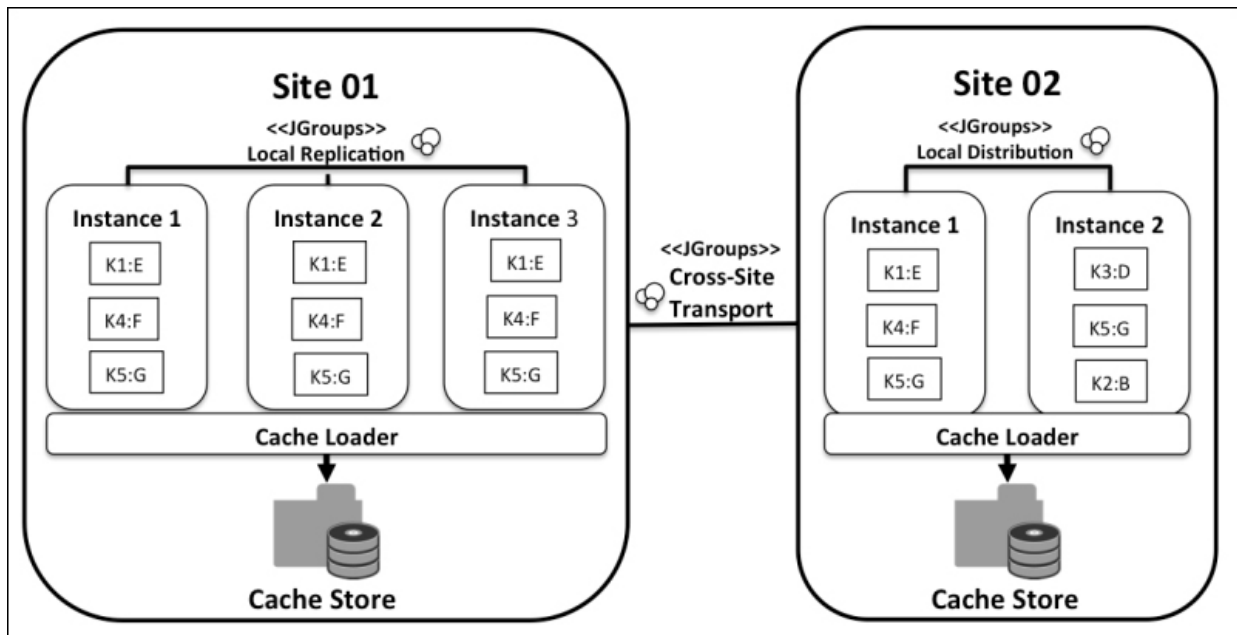 Site 01
<<JGroups>>
Local Replication
Instance 1
K1:E
K4:F
K5:G
Instance 2
K1:E
K4:F
K5:G
Instance 3
K1:E
K4:F
K5:G
Cache Loader
Cache Store
<<JGroups>>
Cross-Site
Transport
Site 02
<<JGroups>>
Local Distribution
Instance 1
K1:E
K4:F
K5:G
Instance 2
K3:D
K5:G
K2:B
Cache Loader
Cache Store